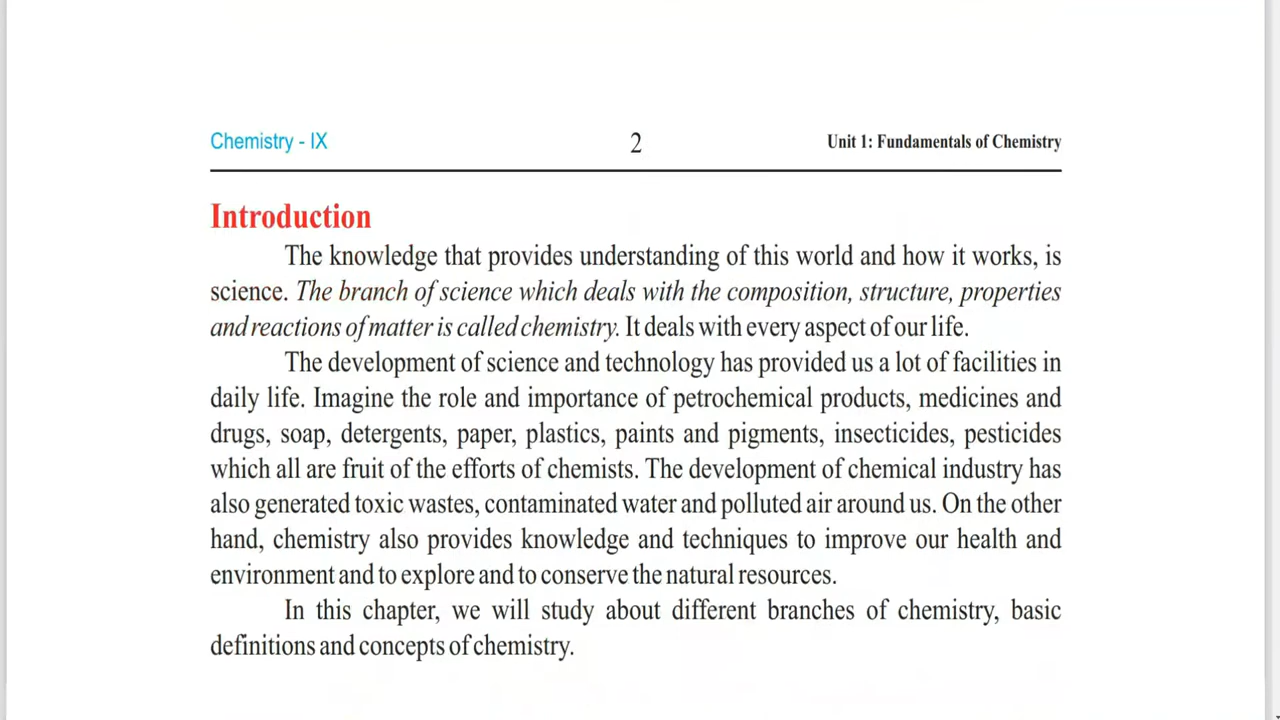 Chemistry - IX 2 Unit 1: Fundamentals of Chemistry
Introduction
The knowledge that provides understanding of this world and how it works, is
science. The branch of science which deals with the composition, structure, properties
and reactions of matter is called chemistry. It deals with every aspect of our life.
The development of science and technology has provided us a lot of facilities in
daily life. Imagine the role and importance of petrochemical products, medicines and
drugs, soap, detergents, paper, plastics, paints and pigments, insecticides, pesticides
which all are fruit of the efforts of chemists. The development of chemical industry has
also generated toxic wastes, contaminated water and polluted air around us. On the other
hand, chemistry also provides knowledge and techniques to improve our health and
environment and to explore and to conserve the natural resources.
In this chapter, we will study about different branches of chemistry, basic
definitions and concepts of chemistry.